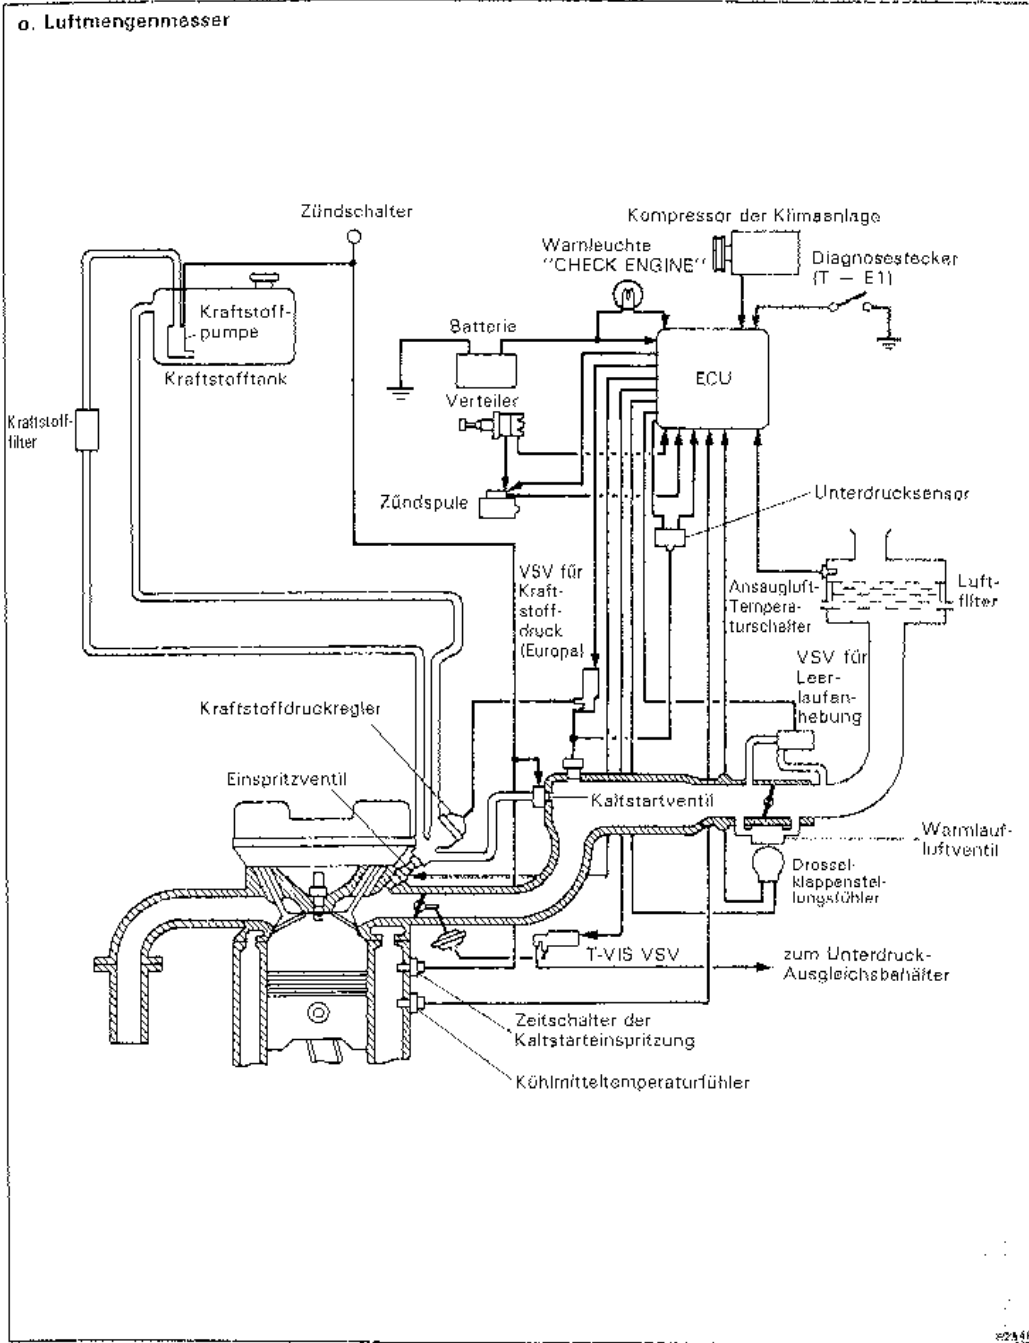 a. Luftmengenmesser
Zündschalter
Kompressor der Klimaanlage
Warnleuchte
"CHECK ENGINE"
Diagnosestecker
(T – E1)
Kraftstoff-
pumpe
Kraftstofftank
Batterie
ECU
Verteiler
Kraftstoff-
filter
Zündspule
Unterdrucksensor
VSV für
Kraft-
stoff-
druck
(Europa)
Ansaugluft-
Tempera-
turschalter
Luft-
filter
VSV für
Leer-
laufan-
hebung
Kraftstoffdruckregler
Einspritzventil
Kaltstartventil
Warmlauf-
luftventil
Drossel-
klappenstel-
lungsfühler
T-VIS VSV
zum Unterdruck-
Ausgleichsbehälter
Zeitschalter der
Kaltstarteinspritzung
Kühlmitteltemperaturfühler